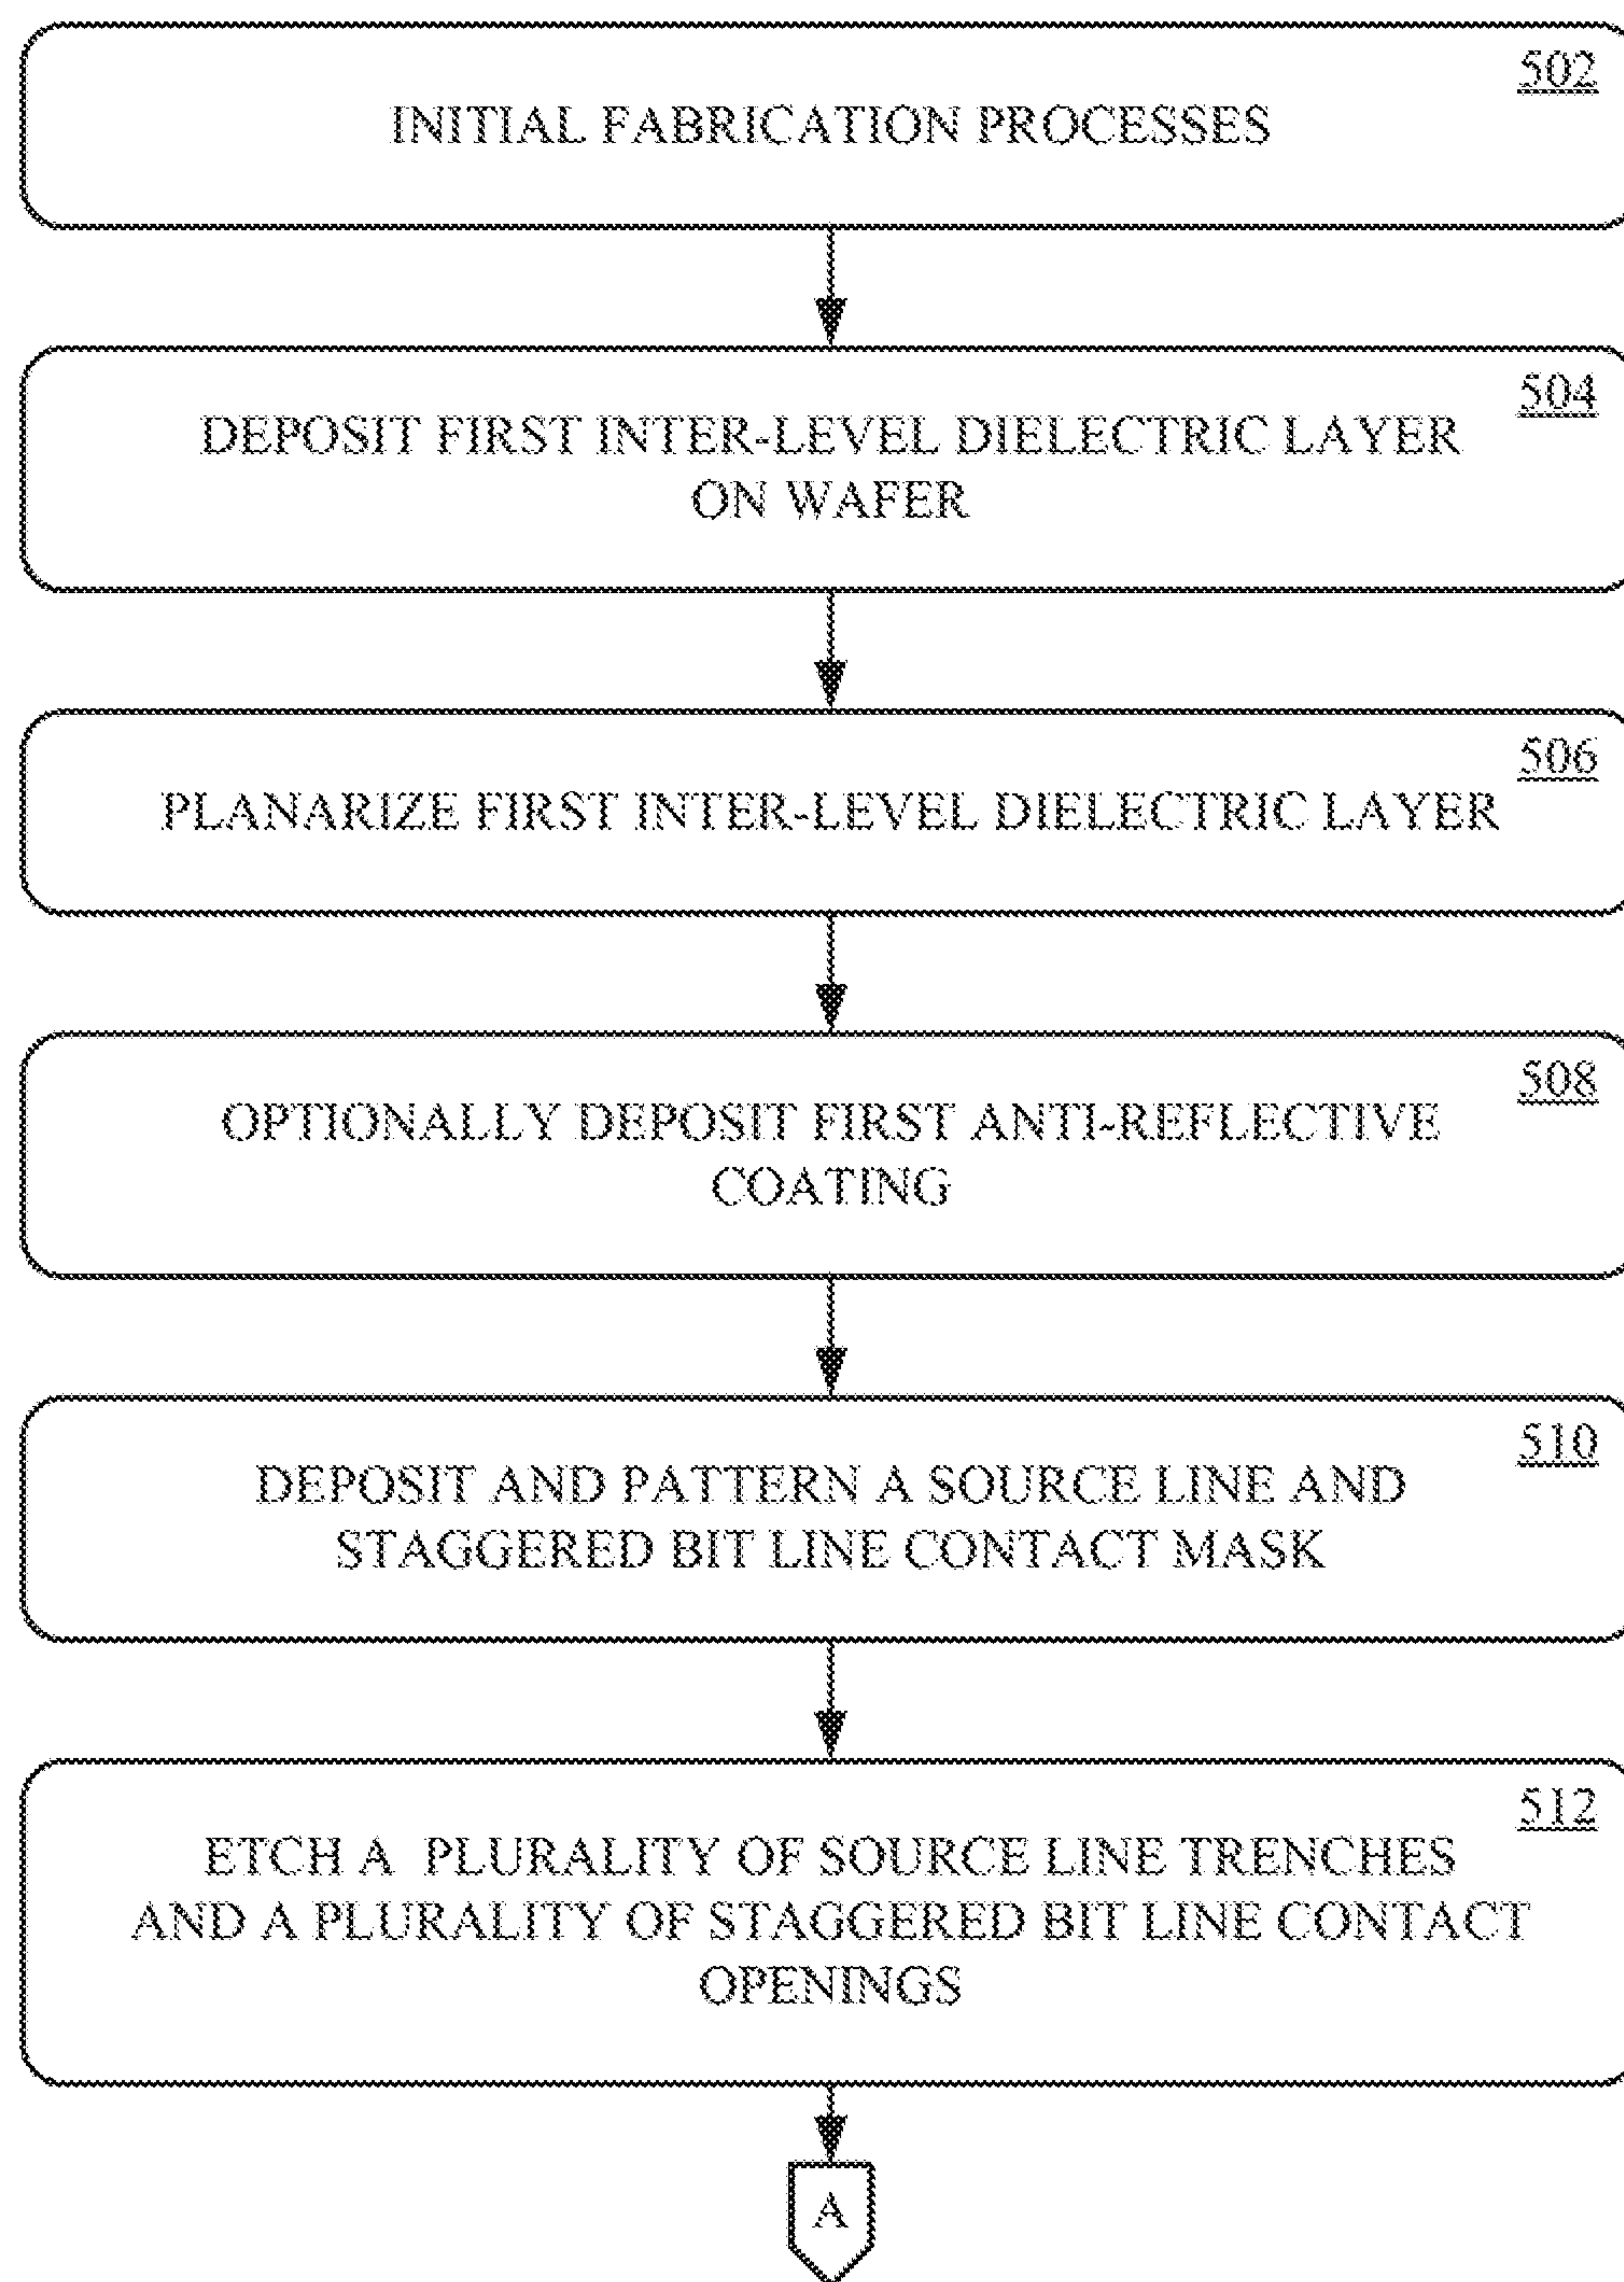 502
INITIAL FABRICATION PROCESSES
504
DEPOSIT FIRST INTER-LEVEL DIELECTRIC LAYER
ON WAFER
506
PLANARIZE FIRST INTER-LEVEL DIELECTRIC LAYER
508
OPTIONALLY DEPOSIT FIRST ANTI-REFLECTIVE
COATING
510
DEPOSIT AND PATTERN A SOURCE LINE AND
STAGGERED BIT LINE CONTACT MASK
512
ETCH A PLURALITY OF SOURCE LINE TRENCHES
AND A PLURALITY OF STAGGERED BIT LINE CONTACT
OPENINGS
A